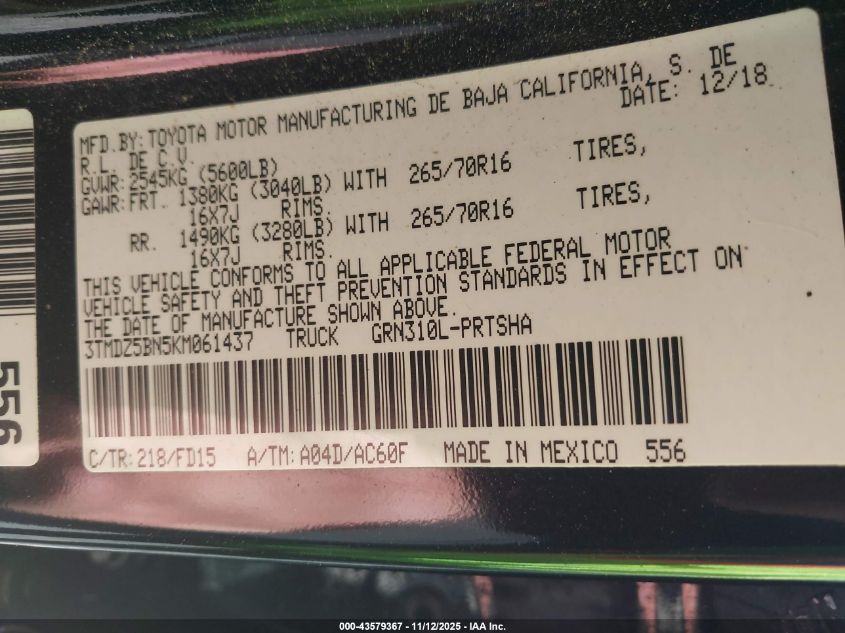 MFD.BY:TOYOTA MOTOR MANUFACTURING DE BAJA CALIFORNIA, S. DE
R.L. DE C.V. DATE: 12/18
GVWR:2545KG (5600LB)
GAWR:FRT. 1380KG (3040LB) WITH 265/70R16 TIRES,
16X7J RIMS.
RR. 1490KG (3280LB) WITH 265/70R16 TIRES,
16X7J RIMS.
THIS VEHICLE CONFORMS TO ALL APPLICABLE FEDERAL MOTOR
VEHICLE SAFETY AND THEFT PREVENTION STANDARDS IN EFFECT ON
THE DATE OF MANUFACTURE SHOWN ABOVE.
3TMDZ5BN5KM061437 TRUCK GRN310L-PRTSHA
C/TR:218/FD15 A/TM:A04D/AC60F MADE IN MEXICO 556
556
000-43579367 - 11/12/2025 - IAA Inc.